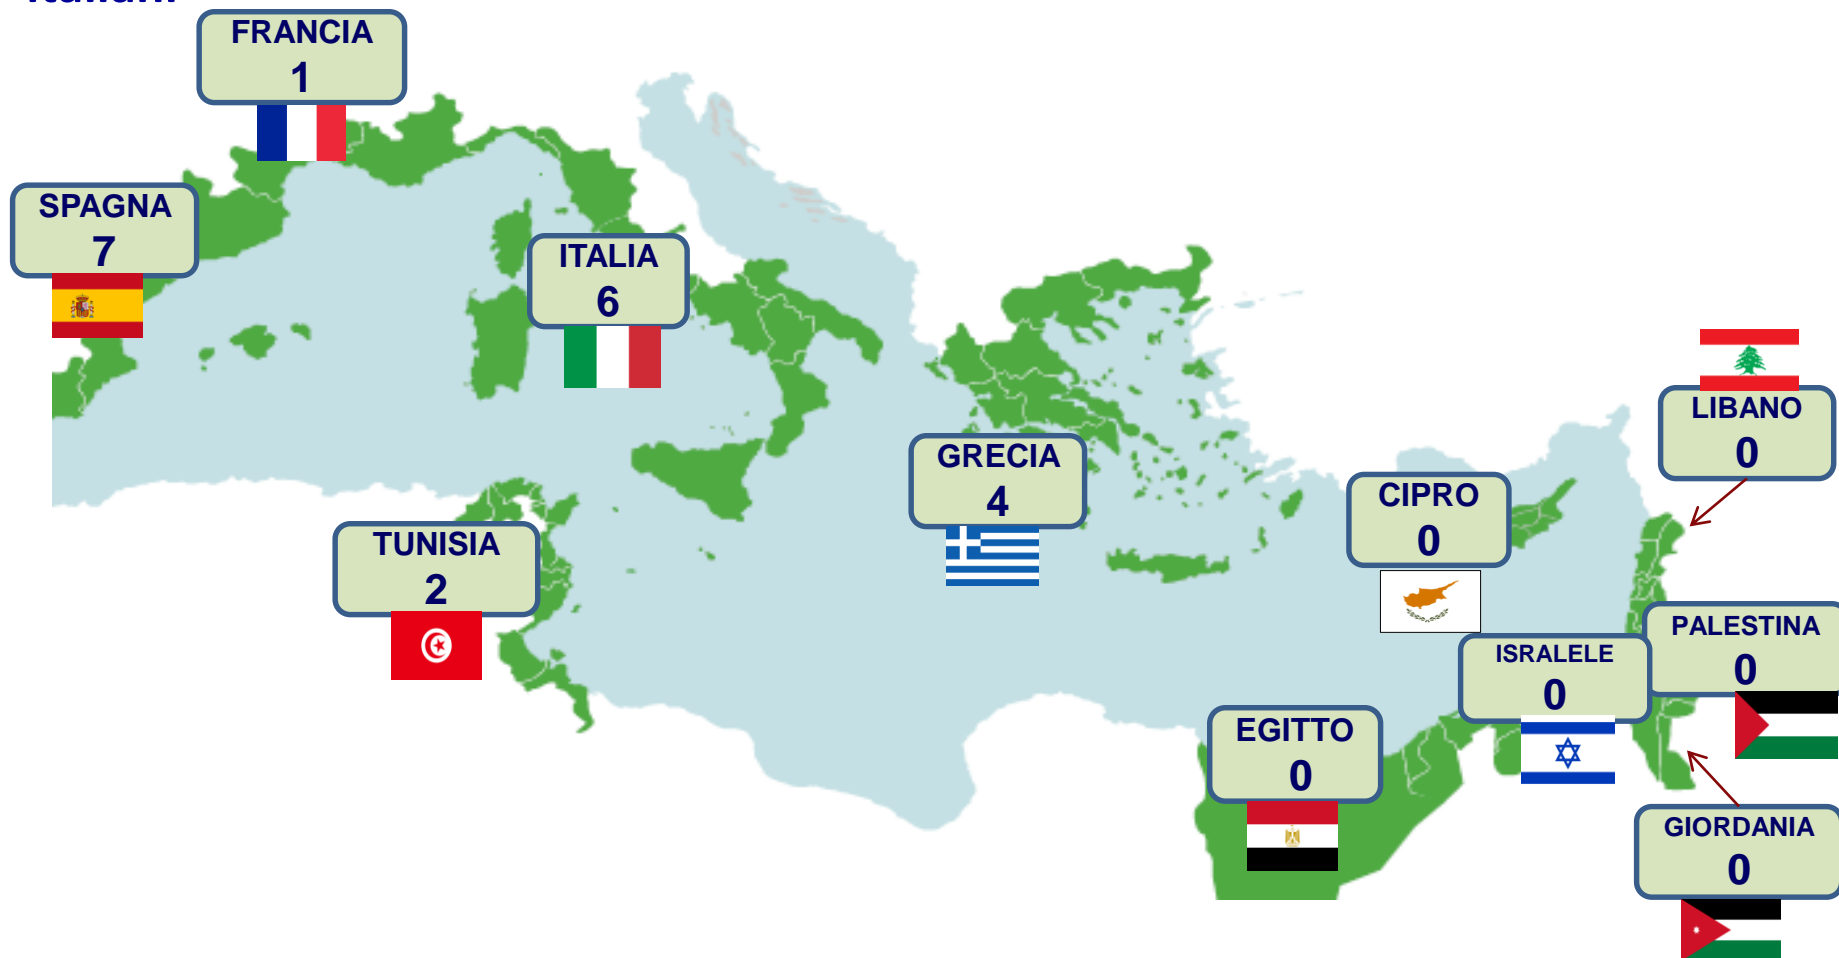 FRANCIA
1
SPAGNA
7
ITALIA
6
LIBANO
0
GRECIA
4
CIPRO
0
TUNISIA
2
PALESTINA
0
ISRALELE
0
EGITTO
0
GIORDANIA
0